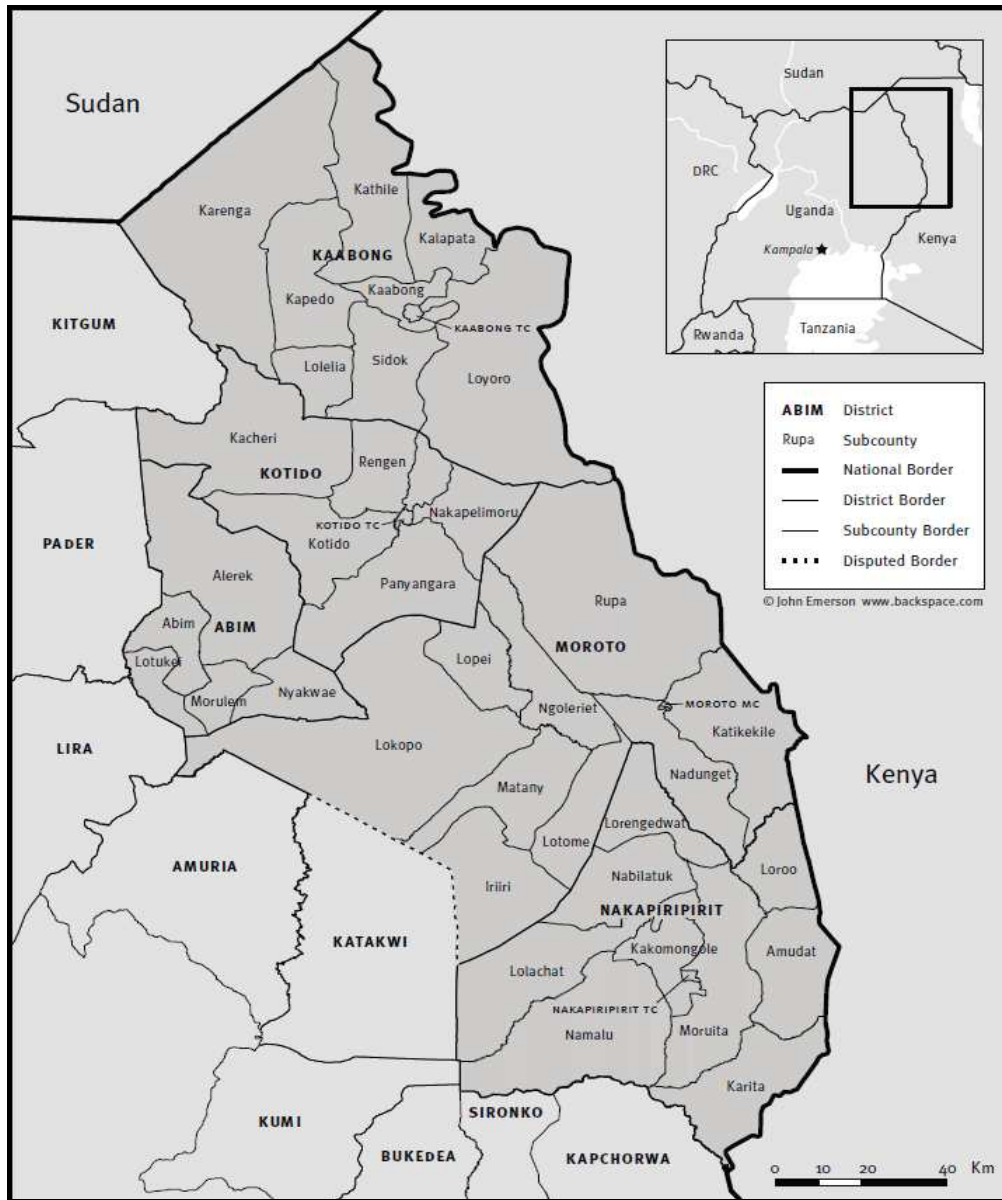 Sudan
Karenga
Kathile
Kalapata
KAABONG
Kaabong
Kapedo
KAABONG TC
KITGUM
Lolelia
Sidok
Loyoro
Kacheri
Rengen
KOTIDO
Nakapelimoru
KOTIDO TC
Kotido
PADER
Alerek
Panyangara
Rupa
Abim
ABIM
MOROTO
Lotukei
Lopei
Morulem
Nyakwae
Ngoleriet
MOROTO MC
Katikekile
LIRA
Lokopo
Nadunget
Kenya
Matany
Lorengedwat
Lotome
AMURIA
Loroo
Iriiri
Nabilatuk
NAKAPIRIPIRIT
KATAKWI
Kakomongole
Amudat
Lolachat
NAKAPIRIPIRIT TC
Namalu
Moruita
Karita
KUMI
SIRONKO
BUKEDEA
KAPCHORWA
Sudan
DRC
Uganda
Kampala
Kenya
Rwanda
Tanzania
ABIM District
Rupa Subcounty
National Border
District Border
Subcounty Border
Disputed Border
© John Emerson www.backspace.com
0 10 20 40 Km